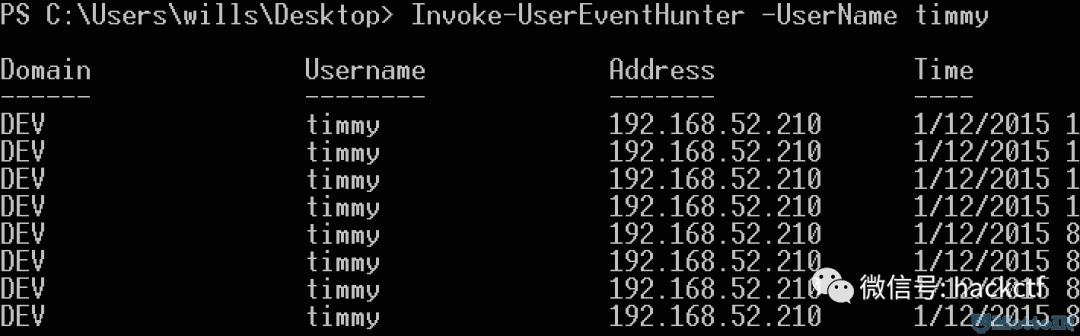 PS C:\Users\wills\Desktop> Invoke-UserEventHunter -UserName timmy
Domain Username Address Time
------ -------- ------- ----
DEV timmy 192.168.52.210 1/12/2015 1
DEV timmy 192.168.52.210 1/12/2015 1
DEV timmy 192.168.52.210 1/12/2015 1
DEV timmy 192.168.52.210 1/12/2015 1
DEV timmy 192.168.52.210 1/12/2015 8
DEV timmy 192.168.52.210 1/12/2015 8
DEV timmy 192.168.52.210 1/12/2015 8
DEV timmy 192.168.52.210 1/12/2015 8
微信号: hackctf